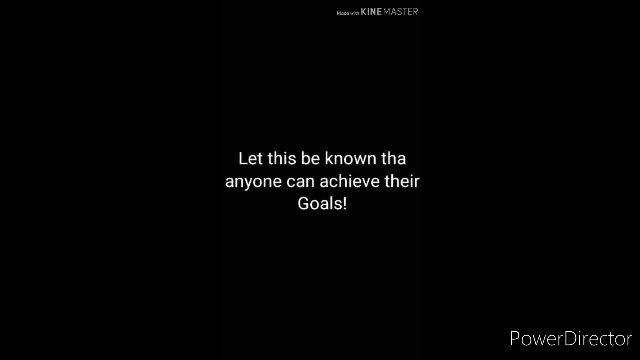 Made with KINEMASTER
Let this be known tha
anyone can achieve their
Goals!
PowerDirector